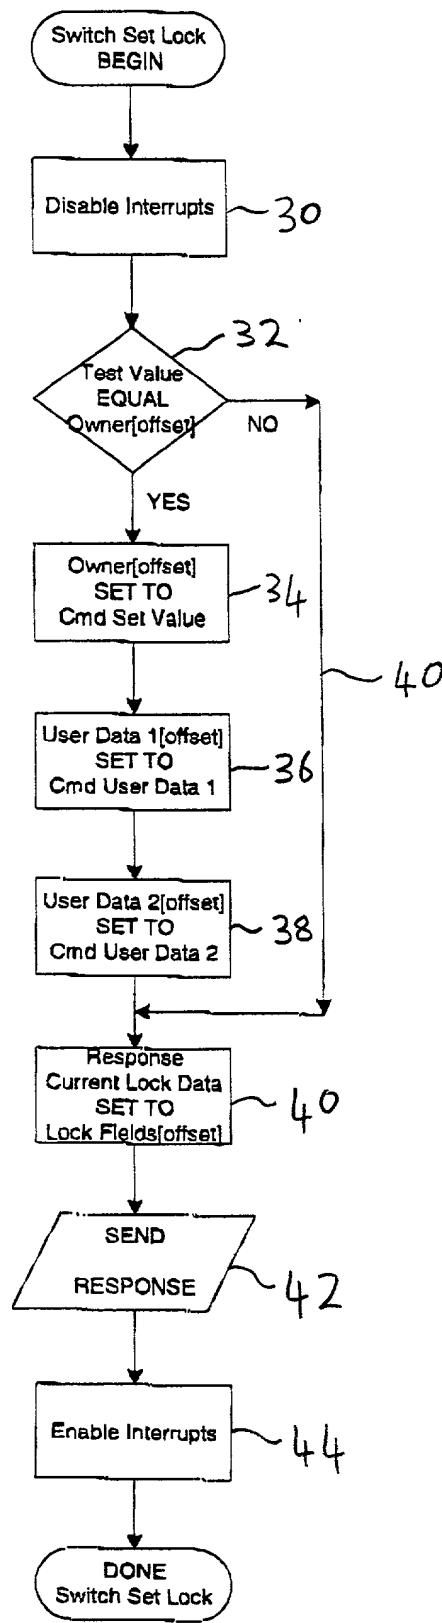 Switch Set Lock
BEGIN
Disable Interrupts
30
32
Test Value
EQUAL
Owner[offset]
NO
YES
Owner[offset]
SET TO
Cmd Set Value
34
40
User Data 1[offset]
SET TO
Cmd User Data 1
36
User Data 2[offset]
SET TO
Cmd User Data 2
38
Response
Current Lock Data
SET TO
Lock Fields[offset]
40
SEND
RESPONSE
42
Enable Interrupts
44
DONE
Switch Set Lock